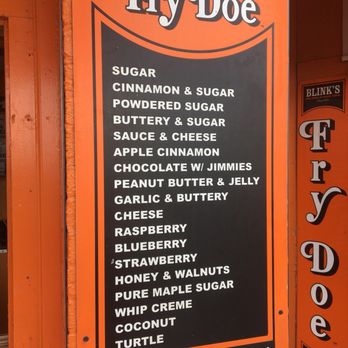 Fry Doe
SUGAR
CINNAMON & SUGAR
POWDERED SUGAR
BUTTERY & SUGAR
SAUCE & CHEESE
APPLE CINNAMON
CHOCOLATE W/ JIMMIES
PEANUT BUTTER & JELLY
GARLIC & BUTTERY
CHEESE
RASPBERRY
BLUEBERRY
STRAWBERRY
HONEY & WALNUTS
PURE MAPLE SUGAR
WHIP CREME
COCONUT
TURTLE
BLINK'S
Fry Doe